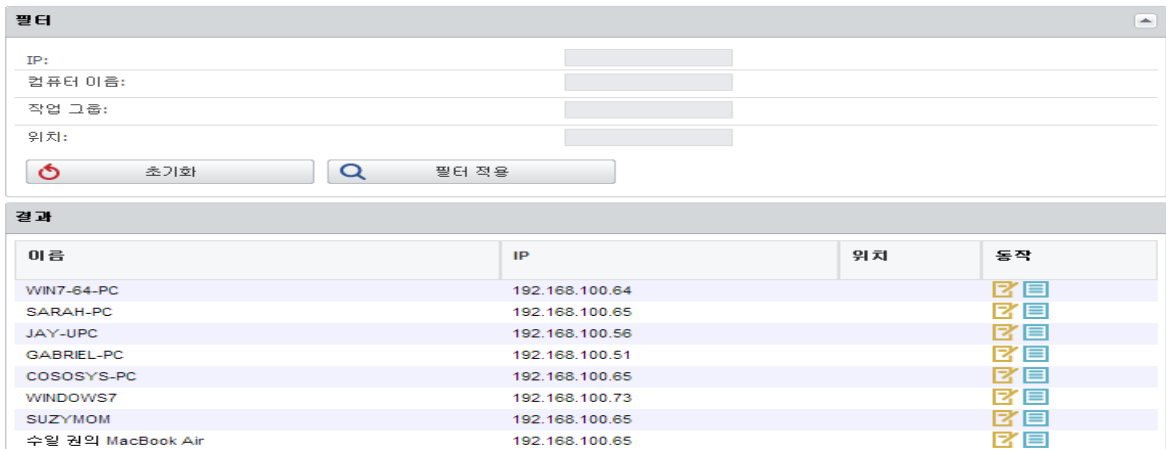 필터
IP:
컴퓨터 이름:
작업 그룹:
위치:
초기화 필터 적용
결과
이름 IP 위치 동작
WIN7-64-PC 192.168.100.64
SARAH-PC 192.168.100.65
JAY-UPC 192.168.100.56
GABRIEL-PC 192.168.100.51
COSOSYS-PC 192.168.100.65
WINDOWS7 192.168.100.73
SUZYMOM 192.168.100.65
수일 권의 MacBook Air 192.168.100.65